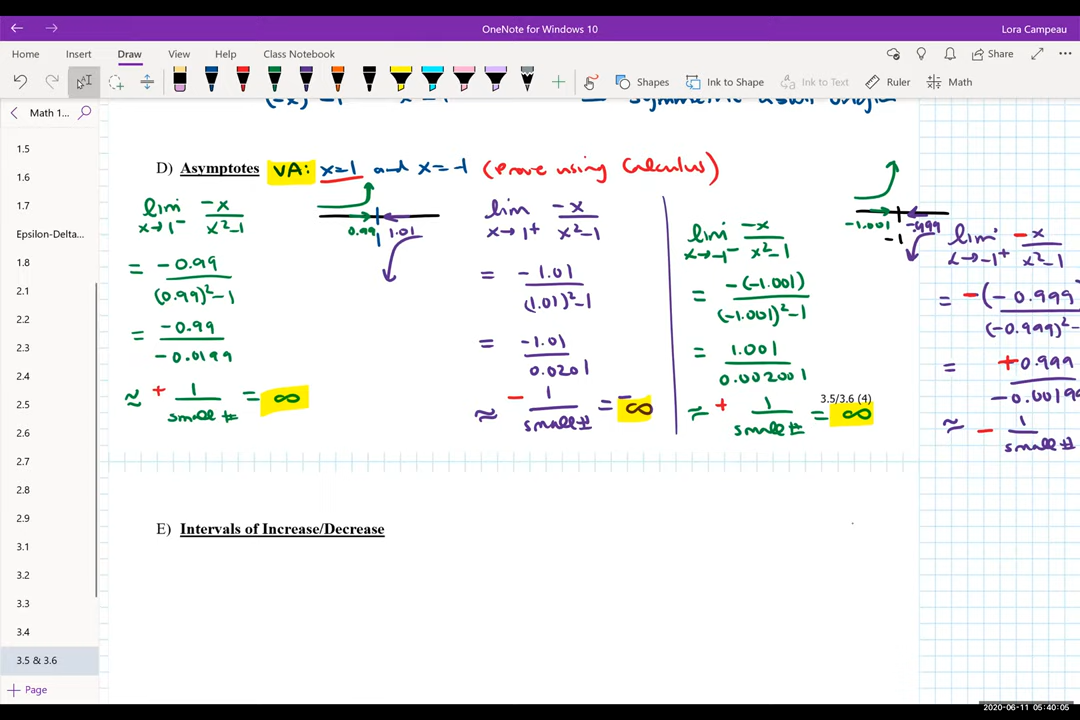 OneNote for Windows 10
Lora Campeau
Home Insert Draw View Help Class Notebook
Share
Shapes Ink to Shape Ink to Text Ruler Math
Math 1...
1.5
1.6
1.7
Epsilon-Delta...
1.8
2.1
2.2
2.3
2.4
2.5
2.6
2.7
2.8
2.9
3.1
3.2
3.3
3.4
3.5 & 3.6
+ Page
D) Asymptotes VA: x=1 and x=-1 (Prove using Calculus)
lim x→1⁻ -x/(x²-1)
= -0.99/((0.99)²-1)
= -0.99/-0.0199
≈ + 1/small # = ∞
0.99 1 1.01
lim x→1⁺ -x/(x²-1)
= -1.01/((1.01)²-1)
= -1.01/0.0201
≈ - 1/small # = -∞
lim x→-1⁻ -x/(x²-1)
= -(-1.001)/((-1.001)²-1)
= 1.001/0.002001
≈ + 1/small # = ∞
3.5/3.6 (4)
-1.001 -1 -.999
lim x→-1⁺ -x/(x²-1)
= -(-0.999
(-0.999)²-
= +0.999
-0.00199
≈ - 1/small #
E) Intervals of Increase/Decrease
2020-06-11 05:40:05